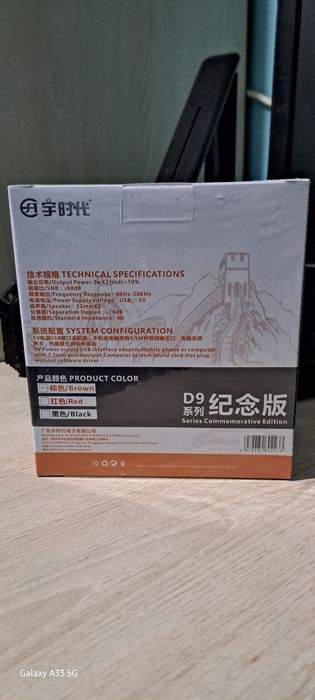 宇时代
技术规格 TECHNICAL SPECIFICATIONS
输出功率/Output Power: 3wX2(thd)=10%
信噪比/SNR : ≥60dB
频率响应/Frequency Response : 80Hz-20KHz
电源电压/Power Supply voltage : USB — 5V
扬声器/Speaker : 52mmX2
分离度/Separation Degree : ≥70dB
标准阻抗/Standard Impedance: 4Ω
系统配置 SYSTEM CONFIGURATION
5V Power supply,USB interface adapter,Mobile phone or computer
with 3.5mm audio output,Computer system sound card,Hot plug
without software driver
产品颜色 PRODUCT COLOR
棕色/Brown
红色/Red
黑色/Black
D9
系列 纪念版
Series Commemorative Edition
广东宇时代电子有限公司
Galaxy A33 5G